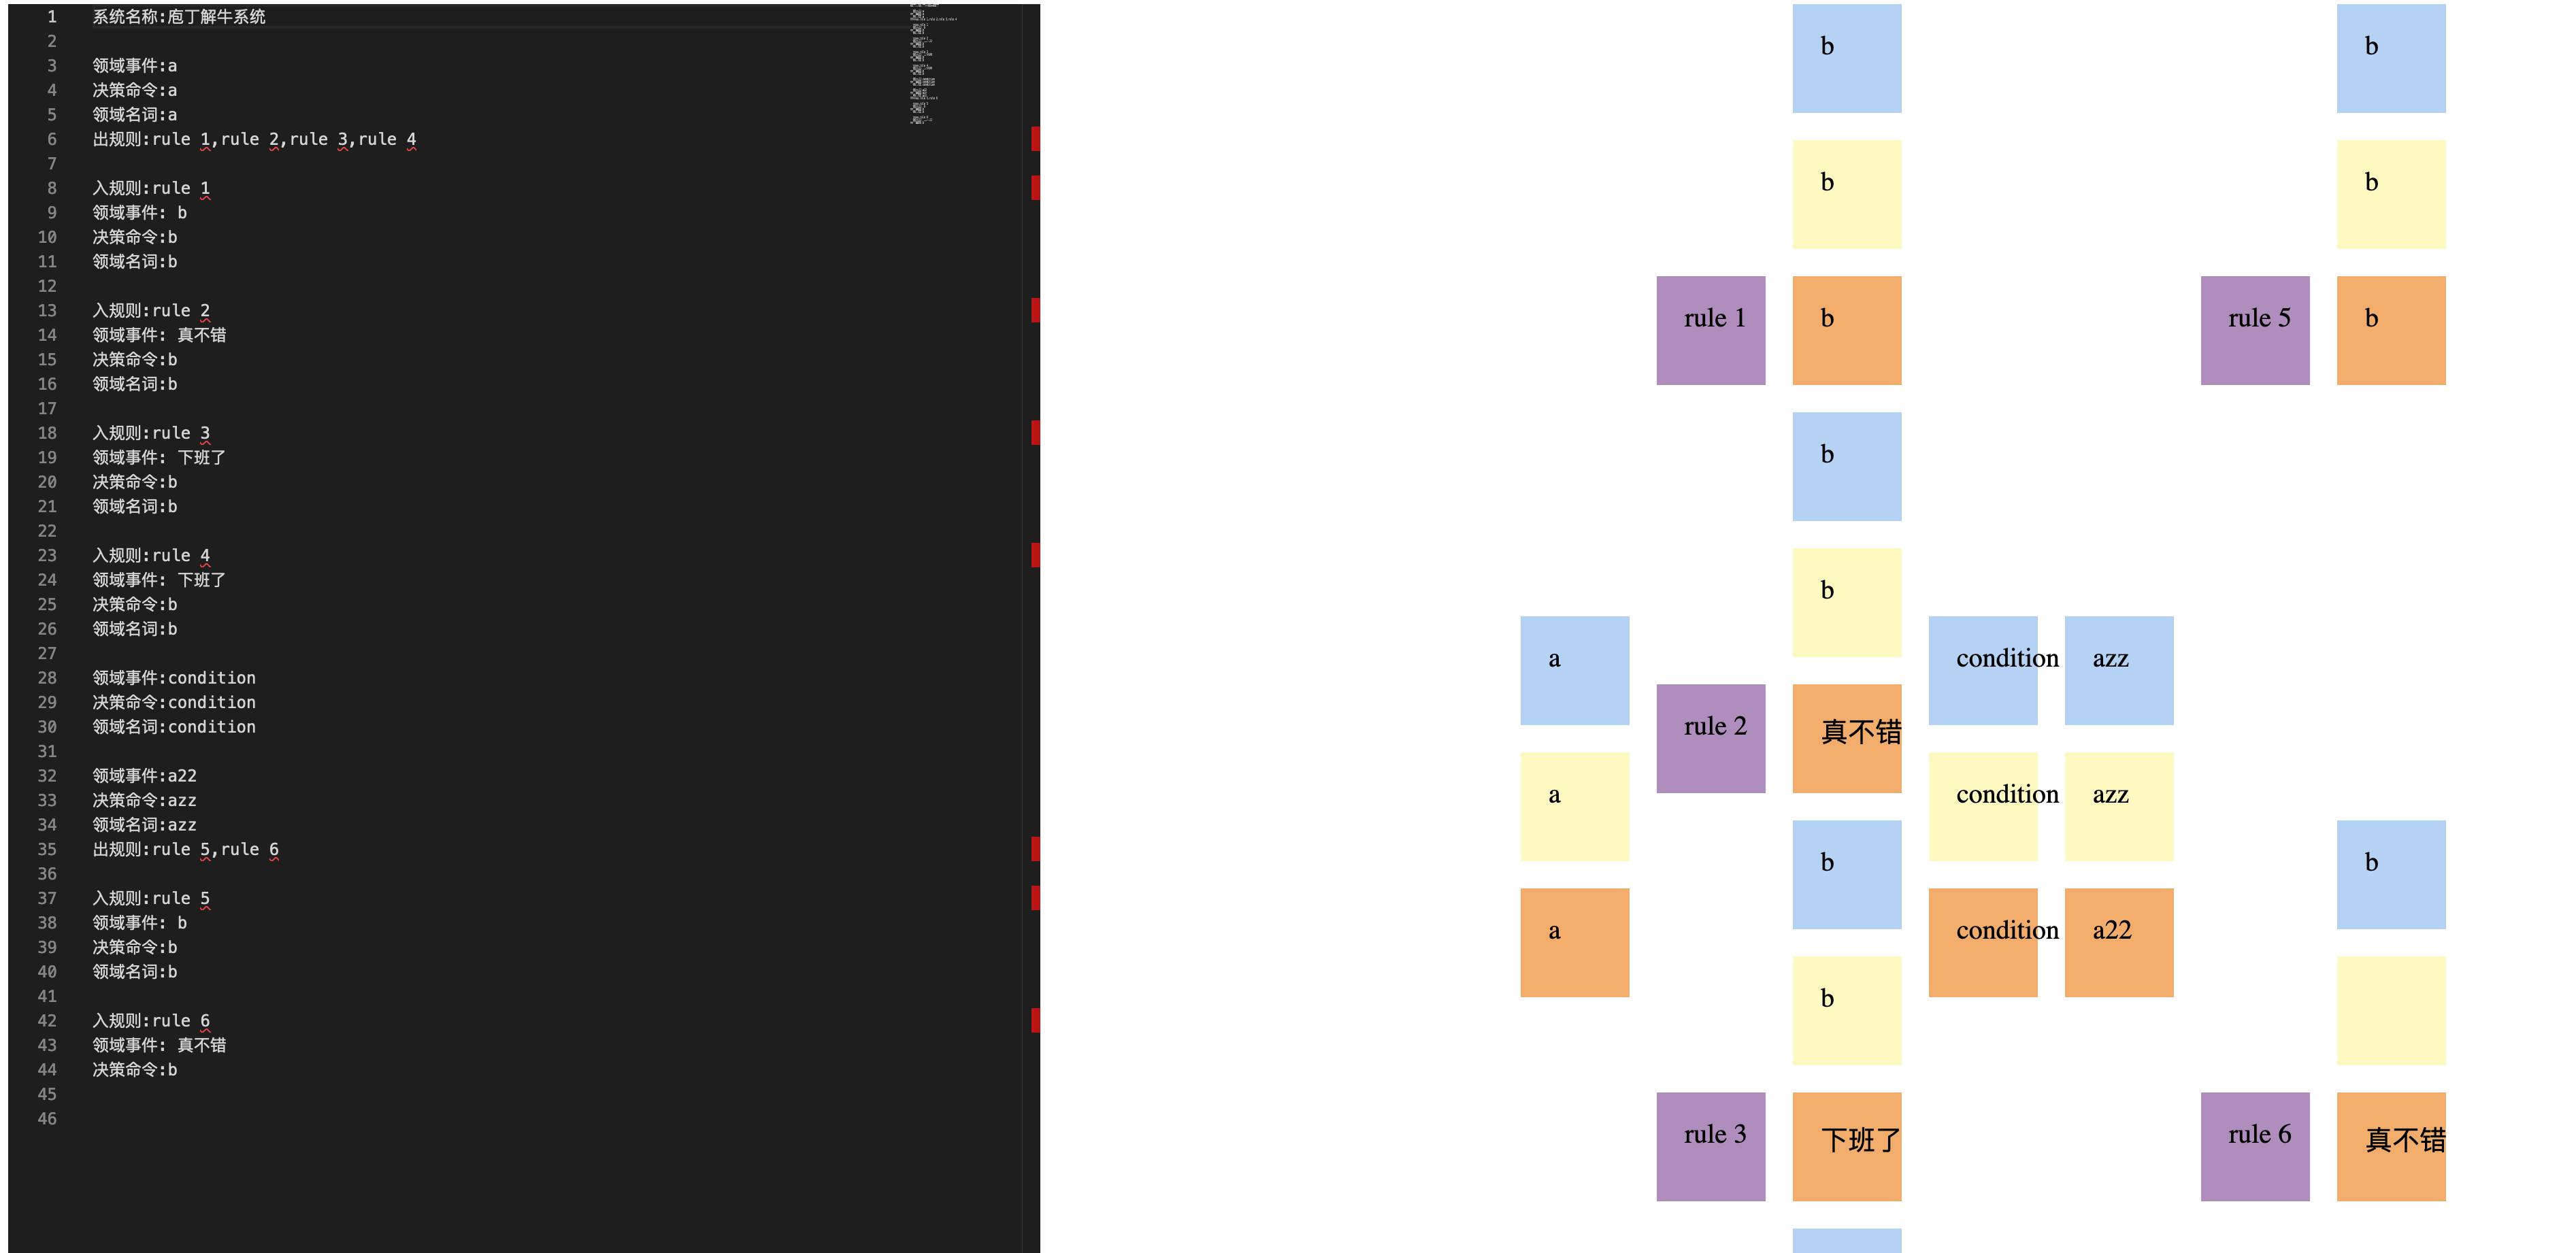 1 系统名称:庖丁解牛系统
2
3 领域事件:a
4 决策命令:a
5 领域名词:a
6 出规则:rule 1,rule 2,rule 3,rule 4
7
8 入规则:rule 1
9 领域事件: b
10 决策命令:b
11 领域名词:b
12
13 入规则:rule 2
14 领域事件: 真不错
15 决策命令:b
16 领域名词:b
17
18 入规则:rule 3
19 领域事件: 下班了
20 决策命令:b
21 领域名词:b
22
23 入规则:rule 4
24 领域事件: 下班了
25 决策命令:b
26 领域名词:b
27
28 领域事件:condition
29 决策命令:condition
30 领域名词:condition
31
32 领域事件:a22
33 决策命令:azz
34 领域名词:azz
35 出规则:rule 5,rule 6
36
37 入规则:rule 5
38 领域事件: b
39 决策命令:b
40 领域名词:b
41
42 入规则:rule 6
43 领域事件: 真不错
44 决策命令:b
45
46
b b
b b
rule 1 b rule 5 b
b
b
a condition azz
rule 2 真不错
a condition azz
b b
a condition a22
b
rule 3 下班了 rule 6 真不错